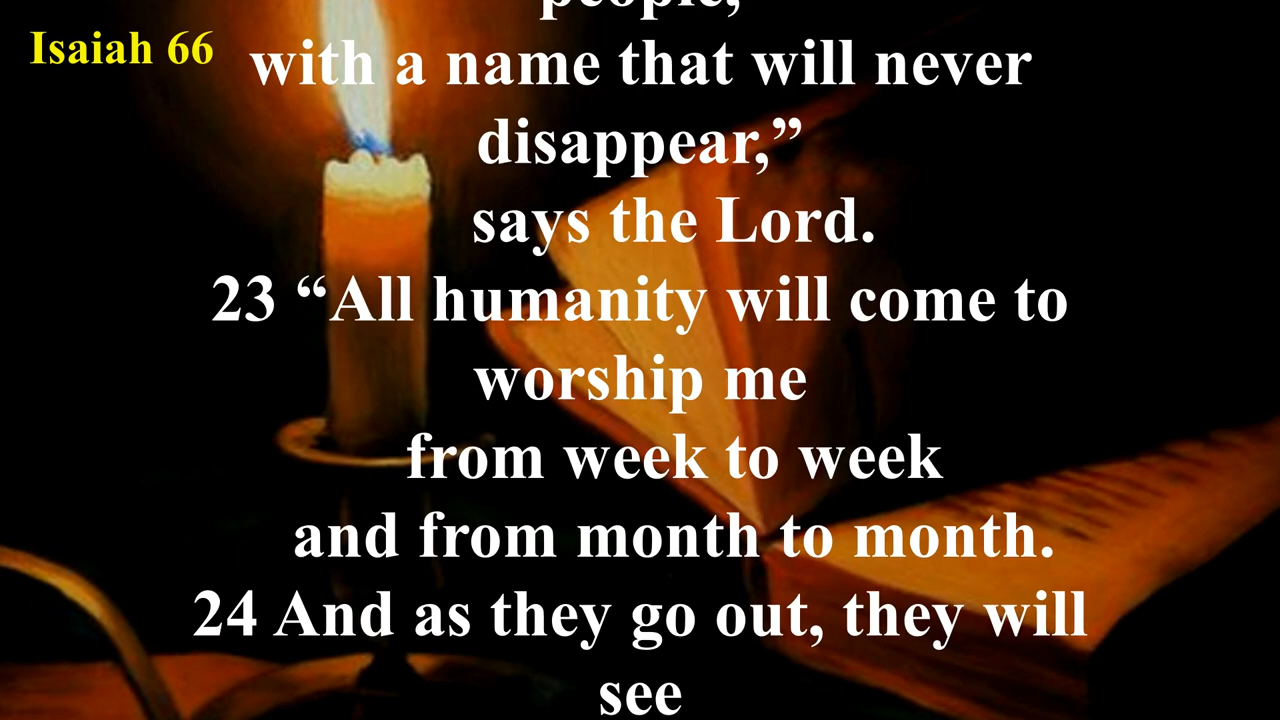 Isaiah 66
people,
with a name that will never
disappear,”
says the Lord.
23 “All humanity will come to
worship me
from week to week
and from month to month.
24 And as they go out, they will
see